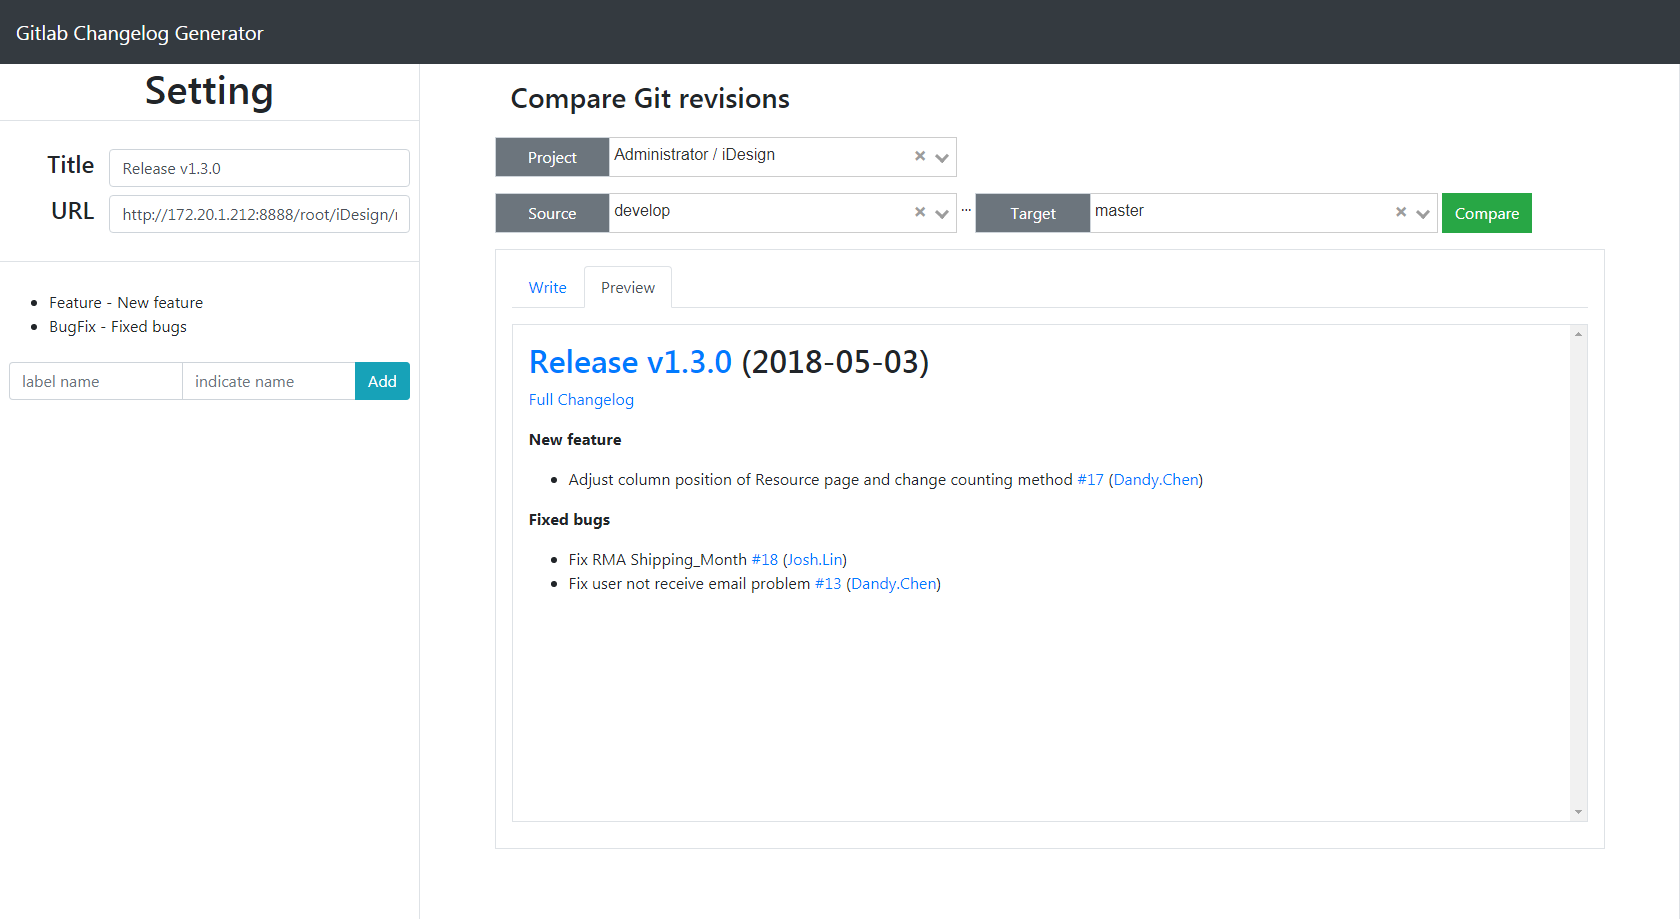 Gitlab Changelog Generator
Setting
Title
Release v1.3.0
URL
http://172.20.1.212:8888/root/iDesign/
Feature - New feature
BugFix - Fixed bugs
label name
indicate name
Add
Compare Git revisions
Project
Administrator / iDesign
Source
develop
...
Target
master
Compare
Write
Preview
Release v1.3.0 (2018-05-03)
Full Changelog
New feature
Adjust column position of Resource page and change counting method #17 (Dandy.Chen)
Fixed bugs
Fix RMA Shipping_Month #18 (Josh.Lin)
Fix user not receive email problem #13 (Dandy.Chen)